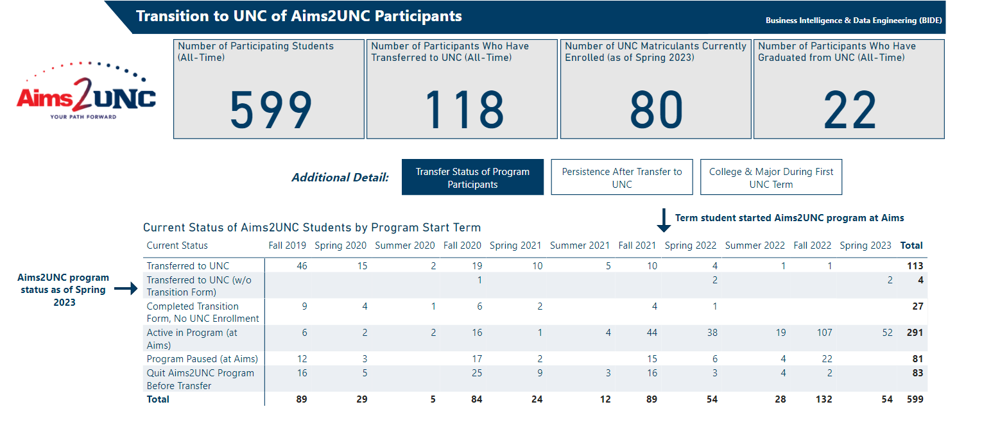 Transition to UNC of Aims2UNC Participants
Business Intelligence & Data Engineering (BIDE)
Aims2UNC
YOUR PATH FORWARD
Number of Participating Students
(All-Time)
599
Number of Participants Who Have
Transferred to UNC (All-Time)
118
Number of UNC Matriculants Currently
Enrolled (as of Spring 2023)
80
Number of Participants Who Have
Graduated from UNC (All-Time)
22
Additional Detail:
Transfer Status of Program
Participants
Persistence After Transfer to
UNC
College & Major During First
UNC Term
Term student started Aims2UNC program at Aims
Current Status of Aims2UNC Students by Program Start Term
Current Status Fall 2019 Spring 2020 Summer 2020 Fall 2020 Spring 2021 Summer 2021 Fall 2021 Spring 2022 Summer 2022 Fall 2022 Spring 2023 Total
Aims2UNC program
status as of Spring
2023
Transferred to UNC 46 15 2 19 10 5 10 4 1 1 113
Transferred to UNC (w/o 1 2 2 4
Transition Form)
Completed Transition 9 4 1 6 2 4 1 27
Form, No UNC Enrollment
Active in Program (at 6 2 2 16 1 4 44 38 19 107 52 291
Aims)
Program Paused (at Aims) 12 3 17 2 15 6 4 22 81
Quit Aims2UNC Program 16 5 25 9 3 16 3 4 2 83
Before Transfer
Total 89 29 5 84 24 12 89 54 28 132 54 599